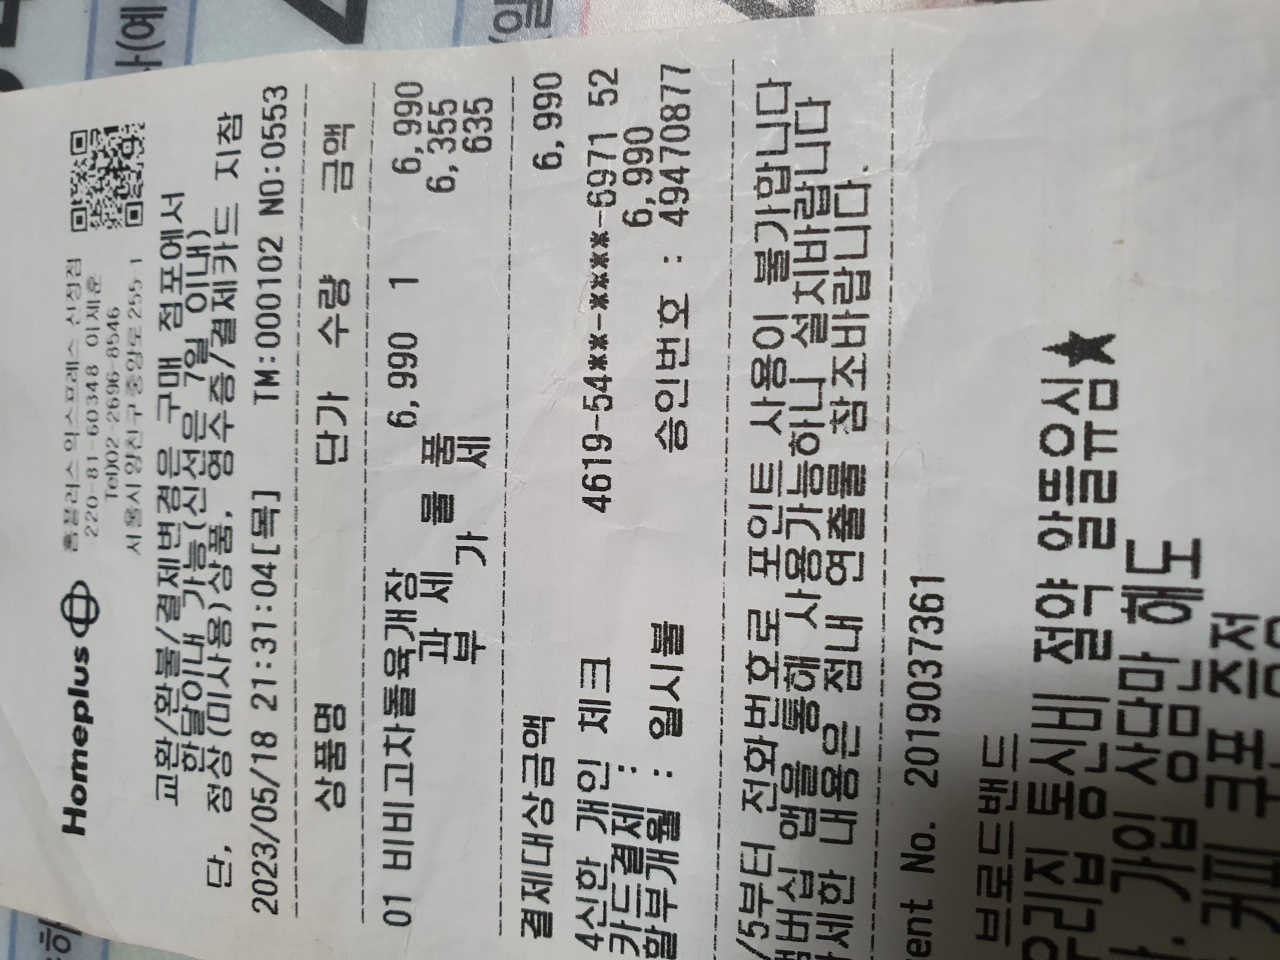 Homeplus 홈플러스 익스프레스 신정점
220-81-60348 이제훈
Tel)02-2696-8546
서울시 양천구 중앙로 255-1
교환/환불/결제변경은 구매 점포에서
한달이내 가능(신선은 7일 이내)
단, 정상(미사용)상품, 영수증/결제카드 지참
2023/05/18 21:31:04[목] TM:000102 NO:0553
상품명 단가 수량 금액
01 비비고차돌육개장 6,990 1 6,990
과 세 물 품 6,355
부 가 세 635
결제대상금액 6,990
4신한 개인 체크 4619-54**-****-6971 52
카드결제 : 6,990
할부개월 : 일시불 승인번호 : 49470877
/5부터 전화번호로 포인트 사용이 불가합니다
멤버십 앱을 통해 사용가능하니 설치바랍니다
자세한 내용은 점내 연출물 참조바랍니다.
ent No. 2019037361
브로드밴드
우리집 통신비 절약 알뜰요시
절약 알뜰뮤
가입 상담만 해도
커피 쿠폰 증정